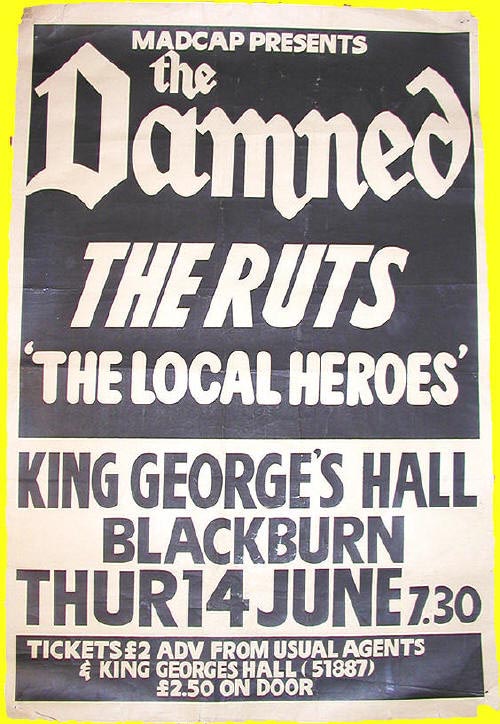 MADCAP PRESENTS
the
Damned
THE RUTS
'THE LOCAL HEROES'
KING GEORGE'S HALL
BLACKBURN
THUR 14 JUNE 7.30
TICKETS £2 ADV FROM USUAL AGENTS
& KING GEORGES HALL (51887)
£2.50 ON DOOR